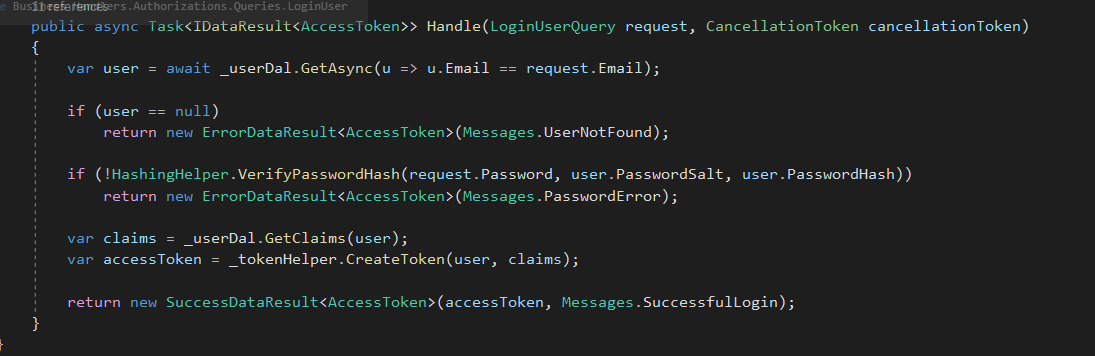 Handlers.Authorizations.Queries.LoginUser
public async Task<IDataResult<AccessToken>> Handle(LoginUserQuery request, CancellationToken cancellationToken)
{
var user = await _userDal.GetAsync(u => u.Email == request.Email);
if (user == null)
return new ErrorDataResult<AccessToken>(Messages.UserNotFound);
if (!HashingHelper.VerifyPasswordHash(request.Password, user.PasswordSalt, user.PasswordHash))
return new ErrorDataResult<AccessToken>(Messages.PasswordError);
var claims = _userDal.GetClaims(user);
var accessToken = _tokenHelper.CreateToken(user, claims);
return new SuccessDataResult<AccessToken>(accessToken, Messages.SuccessfulLogin);
}
}